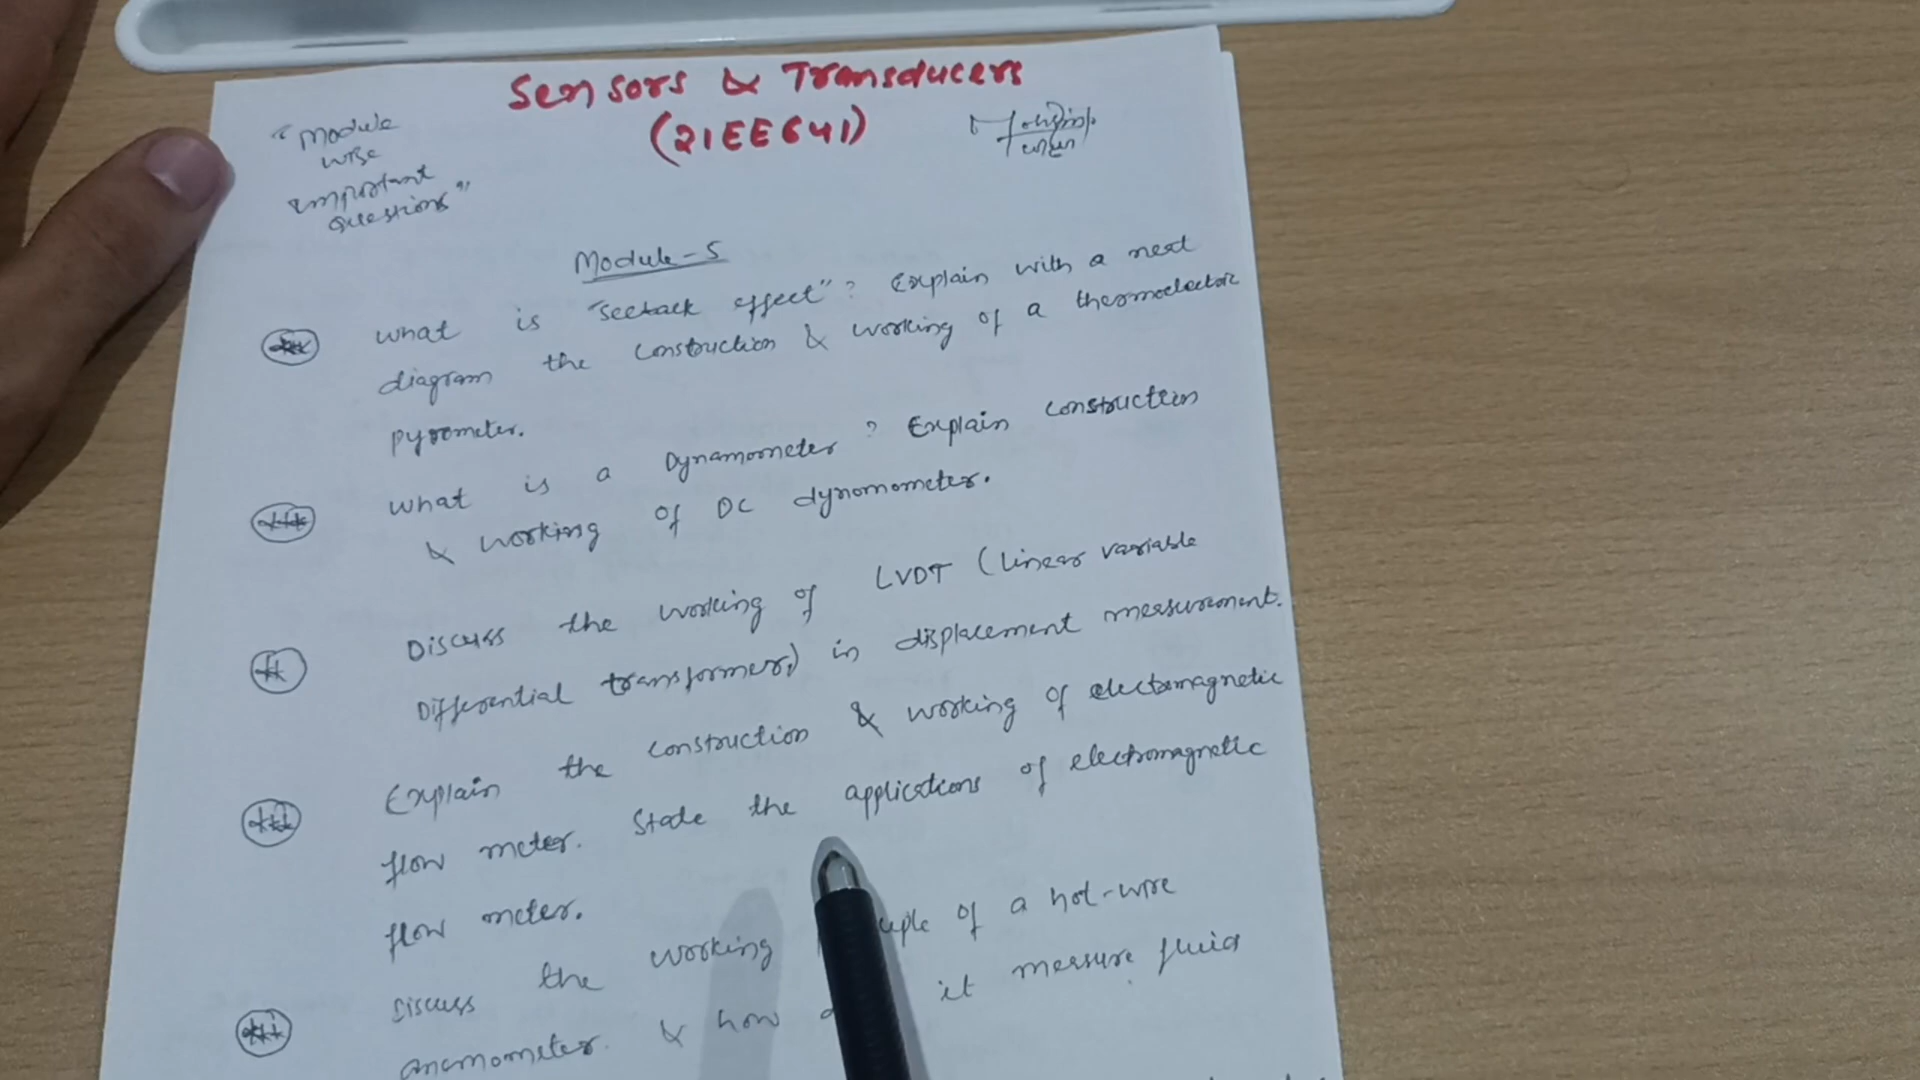 Sensors & Transducers
(21EE641)
"Module
wise
important
questions"
Module-5
What is "Seeback effect"? Explain with a neat
diagram the construction & working of a thermoelectric
pyrometer.
What is a Dynamometer? Explain construction
& working of DC dynomometer.
Discuss the working of LVDT (linear variable
Differential transformer) in displacement measurement.
Explain the construction & working of electomagnetic
flow meter. State the applications of electromagnetic
flow meter.
Discuss the working of a hot-wire
anemometer. & how it measure fluid